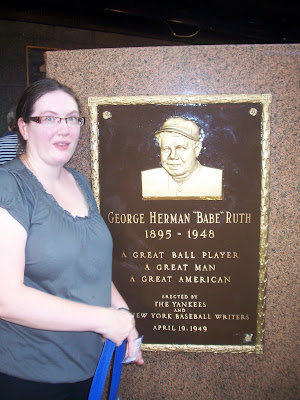 GEORGE HERMAN "BABE" RUTH
1895 - 1948
A GREAT BALL PLAYER
A GREAT MAN
A GREAT AMERICAN
ERECTED BY
THE YANKEES
AND
NEW YORK BASEBALL WRITERS
APRIL 19, 1949